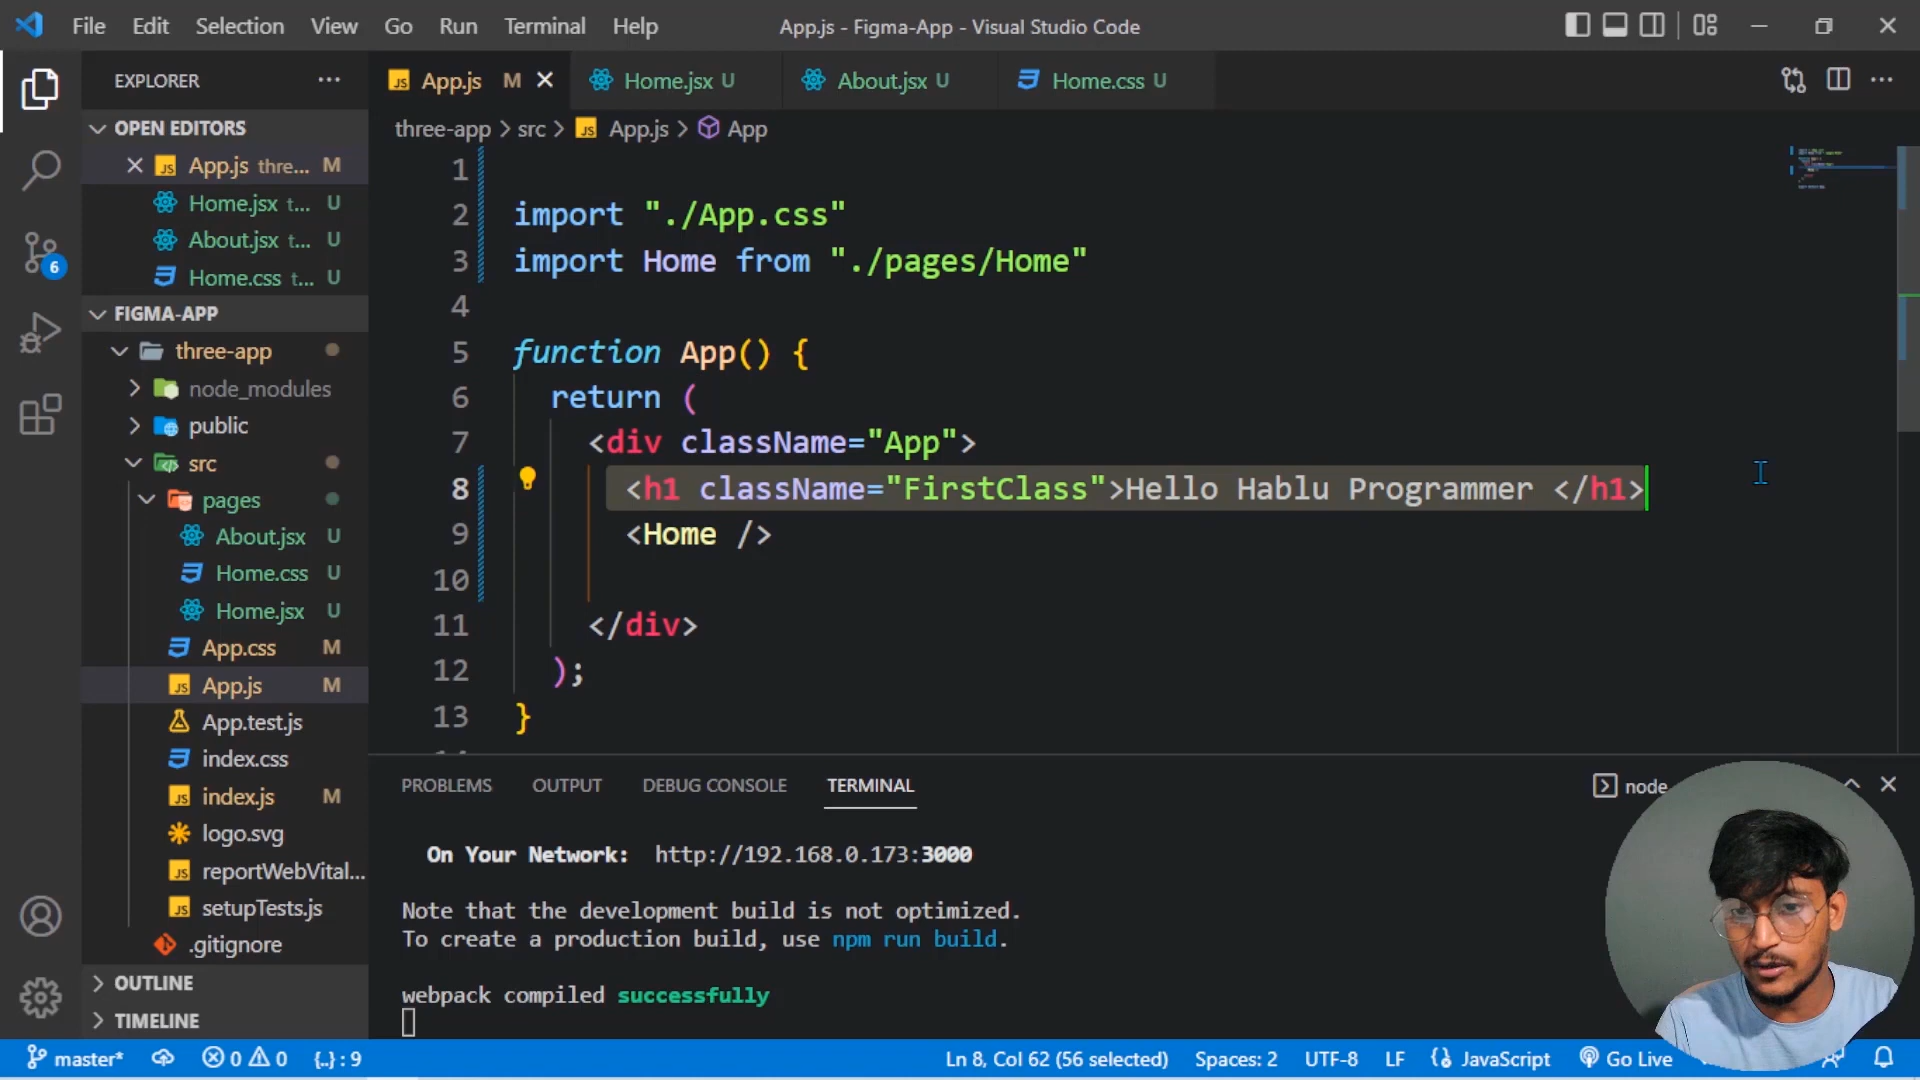 File Edit Selection View Go Run Terminal Help App.js - Figma-App - Visual Studio Code
EXPLORER
App.js M
Home.jsx U
About.jsx U
Home.css U
OPEN EDITORS
App.js thre... M
Home.jsx t... U
About.jsx t... U
Home.css t... U
FIGMA-APP
three-app
node_modules
public
src
pages
About.jsx U
Home.css U
Home.jsx U
App.css M
App.js M
App.test.js
index.css
index.js M
logo.svg
reportWebVital...
setupTests.js
.gitignore
OUTLINE
TIMELINE
6
three-app > src > JS App.js > App
1
2 import "./App.css"
3 import Home from "./pages/Home"
4
5 function App() {
6 return (
7 <div className="App">
8 <h1 className="FirstClass">Hello Hablu Programmer </h1>
9 <Home />
10
11 </div>
12 );
13 }
PROBLEMS OUTPUT DEBUG CONSOLE TERMINAL node
On Your Network: http://192.168.0.173:3000
Note that the development build is not optimized.
To create a production build, use npm run build.
webpack compiled successfully
master* 0 0 {..} : 9 Ln 8, Col 62 (56 selected) Spaces: 2 UTF-8 LF JavaScript Go Live